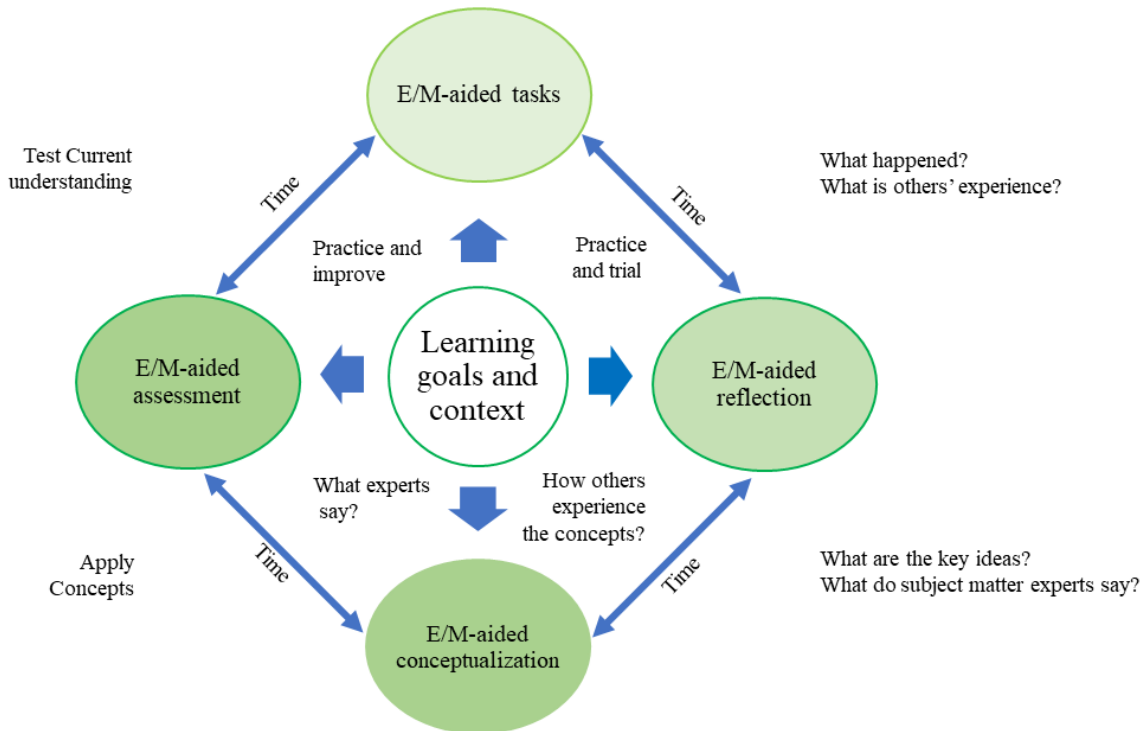 E/M-aided tasks
Test Current
understanding
What happened?
What is others' experience?
Time
Time
Practice and
improve
Practice
and trial
Learning
goals and
context
E/M-aided
assessment
E/M-aided
reflection
What experts
say?
How others
experience
the concepts?
Apply
Concepts
Time
Time
What are the key ideas?
What do subject matter experts say?
E/M-aided
conceptualization